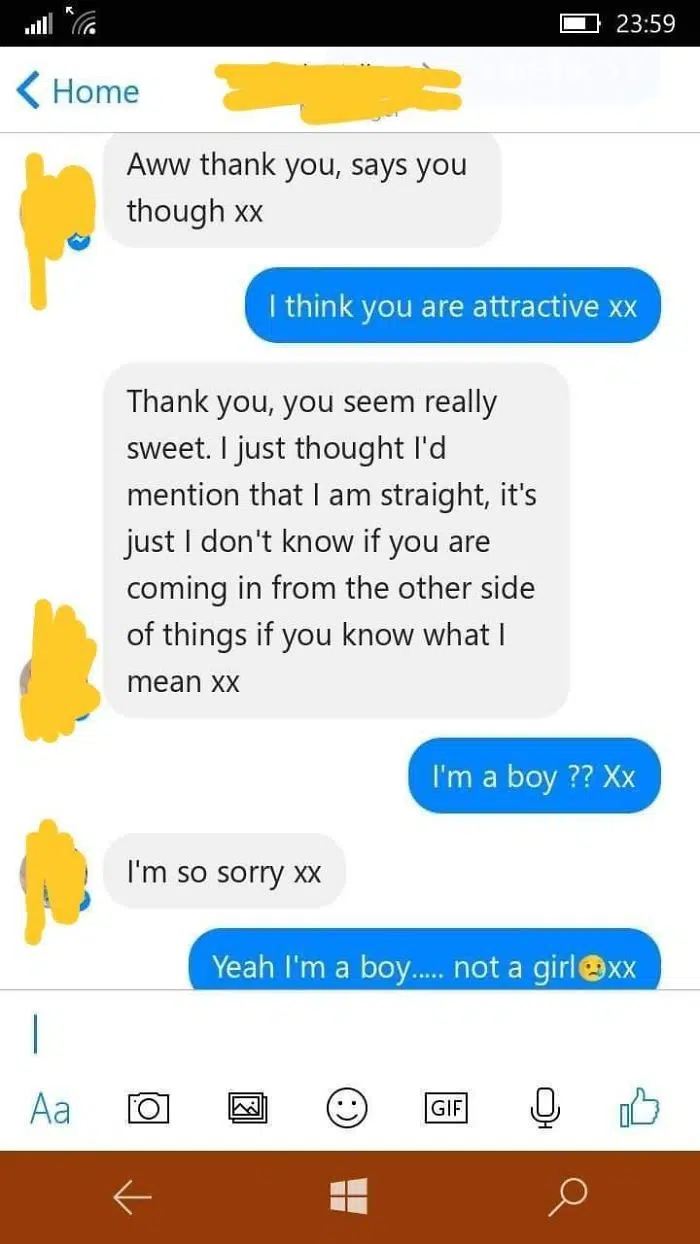 23:59
Home
Aww thank you, says you
though xx
I think you are attractive xx
Thank you, you seem really
sweet. I just thought I'd
mention that I am straight, it's
just I don't know if you are
coming in from the other side
of things if you know what I
mean xx
I'm a boy ?? Xx
I'm so sorry xx
Yeah I'm a boy..... not a girl😢xx
Aa
GIF